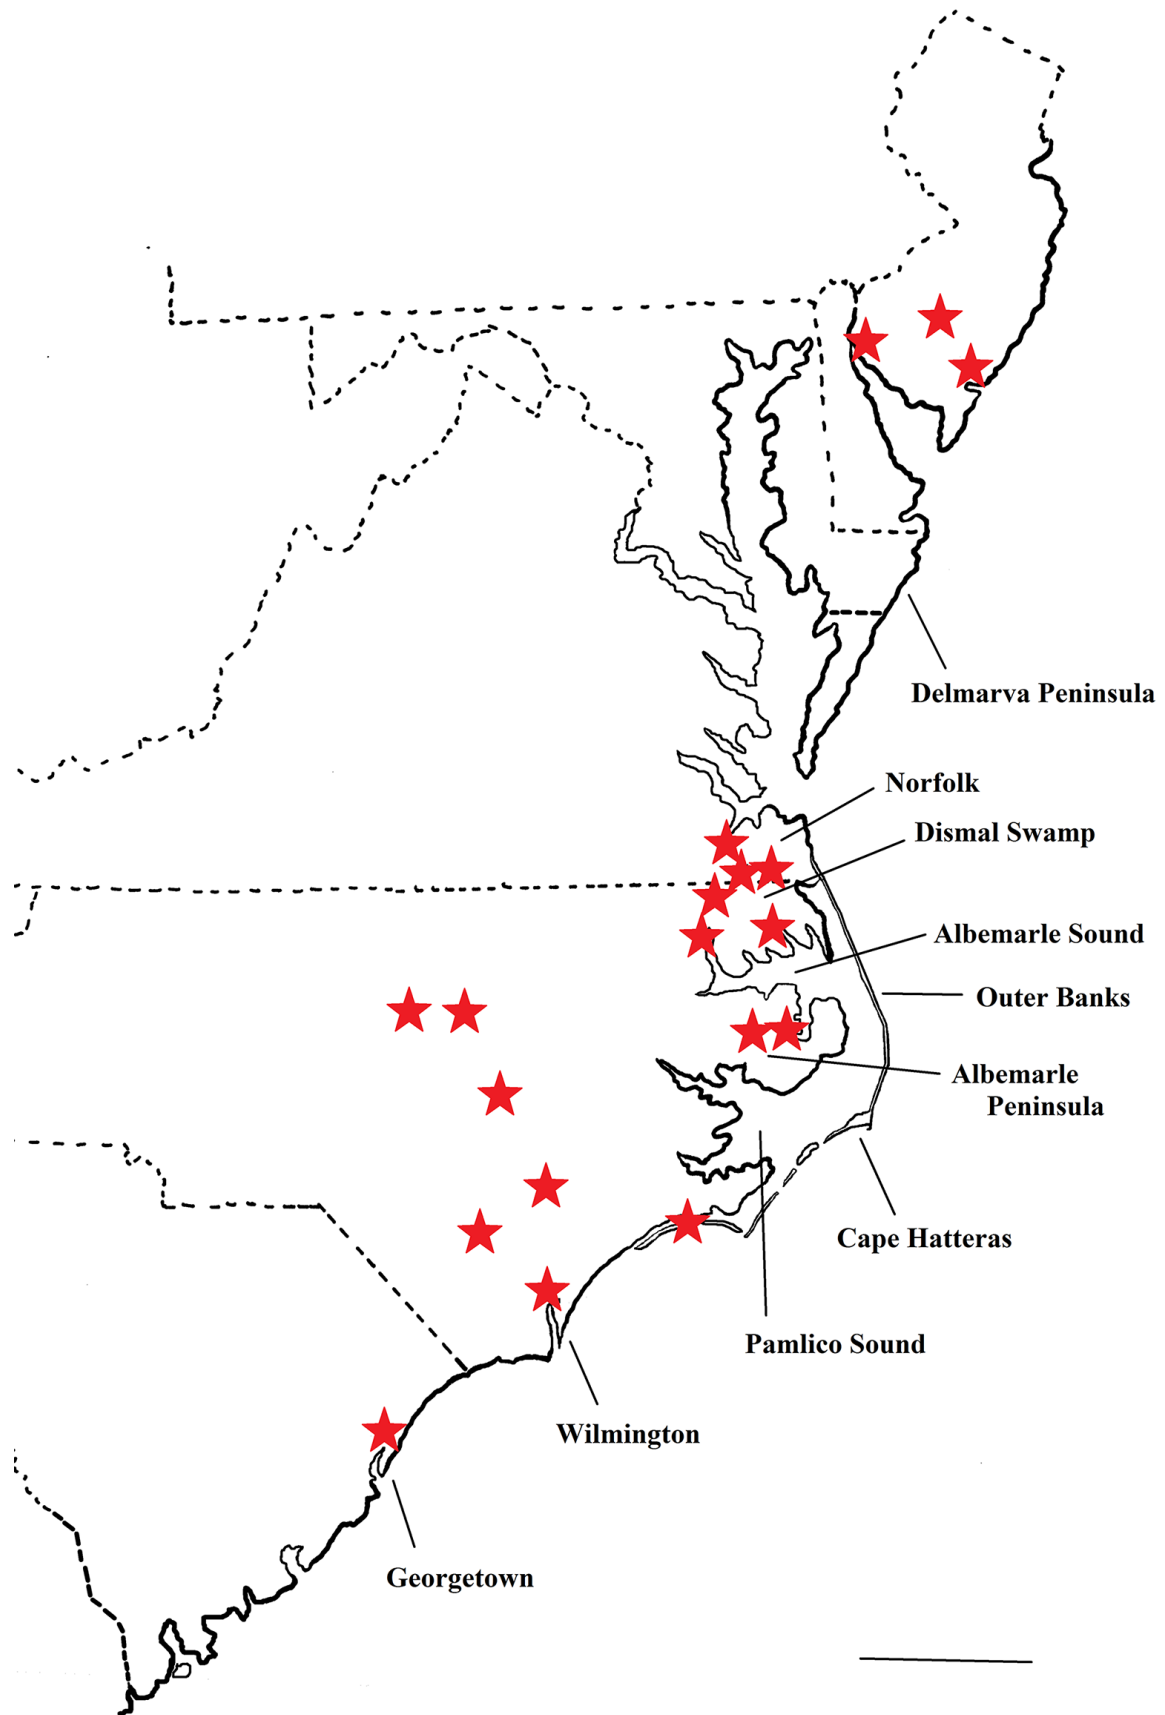 Delmarva Peninsula
Norfolk
Dismal Swamp
Albemarle Sound
Outer Banks
Albemarle
Peninsula
Cape Hatteras
Pamlico Sound
Wilmington
Georgetown